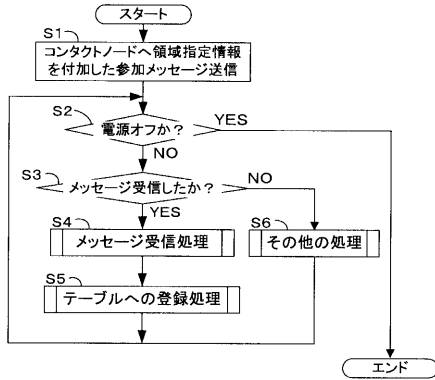 スタート
S1
コンタクトノードへ領域指定情報
を付加した参加メッセージ送信
S2
電源オフか?
YES
NO
S3
メッセージ受信したか?
NO
YES
S4
メッセージ受信処理
S6
その他の処理
S5
テーブルへの登録処理
エンド